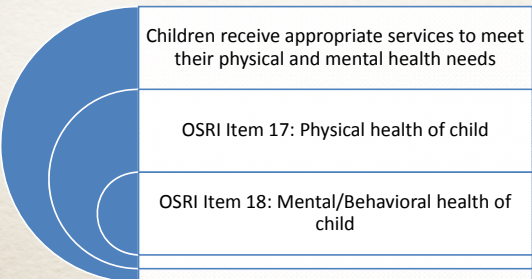 Children receive appropriate services to meet
their physical and mental health needs
OSRI Item 17: Physical health of child
OSRI Item 18: Mental/Behavioral health of
child